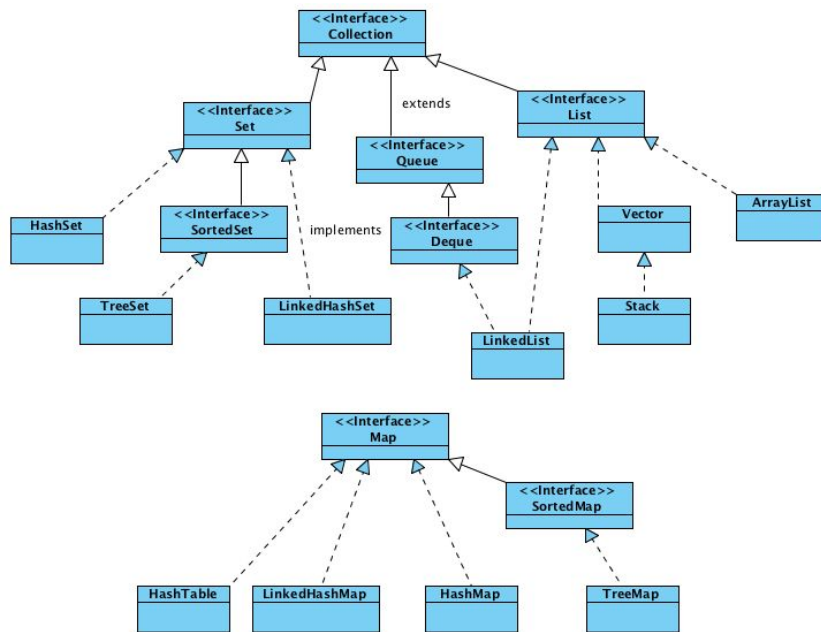 <<Interface>>
Collection
<<Interface>>
Set
extends
<<Interface>>
List
<<Interface>>
Queue
HashSet
<<Interface>>
SortedSet
implements
<<Interface>>
Deque
Vector
ArrayList
TreeSet
LinkedHashSet
LinkedList
Stack
<<Interface>>
Map
<<Interface>>
SortedMap
HashTable
LinkedHashMap
HashMap
TreeMap